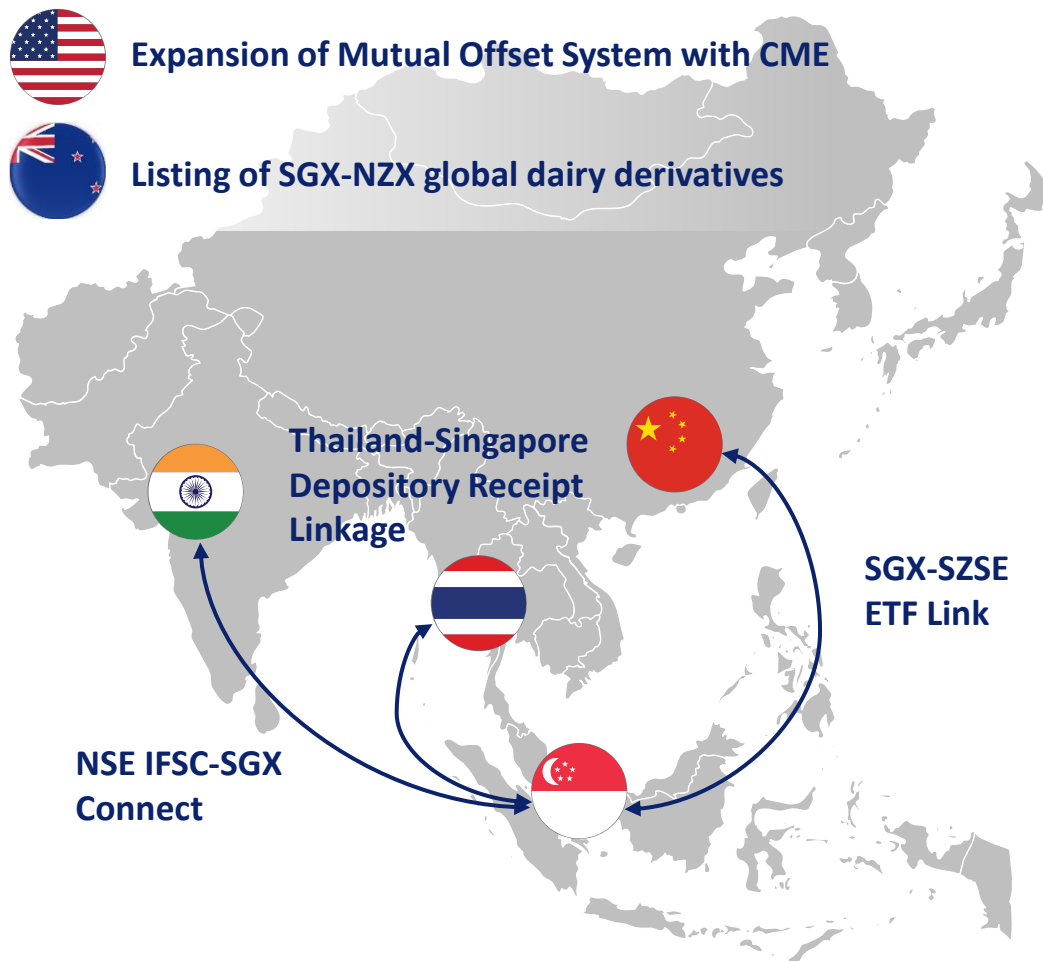 Expansion of Mutual Offset System with CME
Listing of SGX-NZX global dairy derivatives
Thailand-Singapore
Depository Receipt
Linkage
SGX-SZSE
ETF Link
NSE IFSC-SGX
Connect